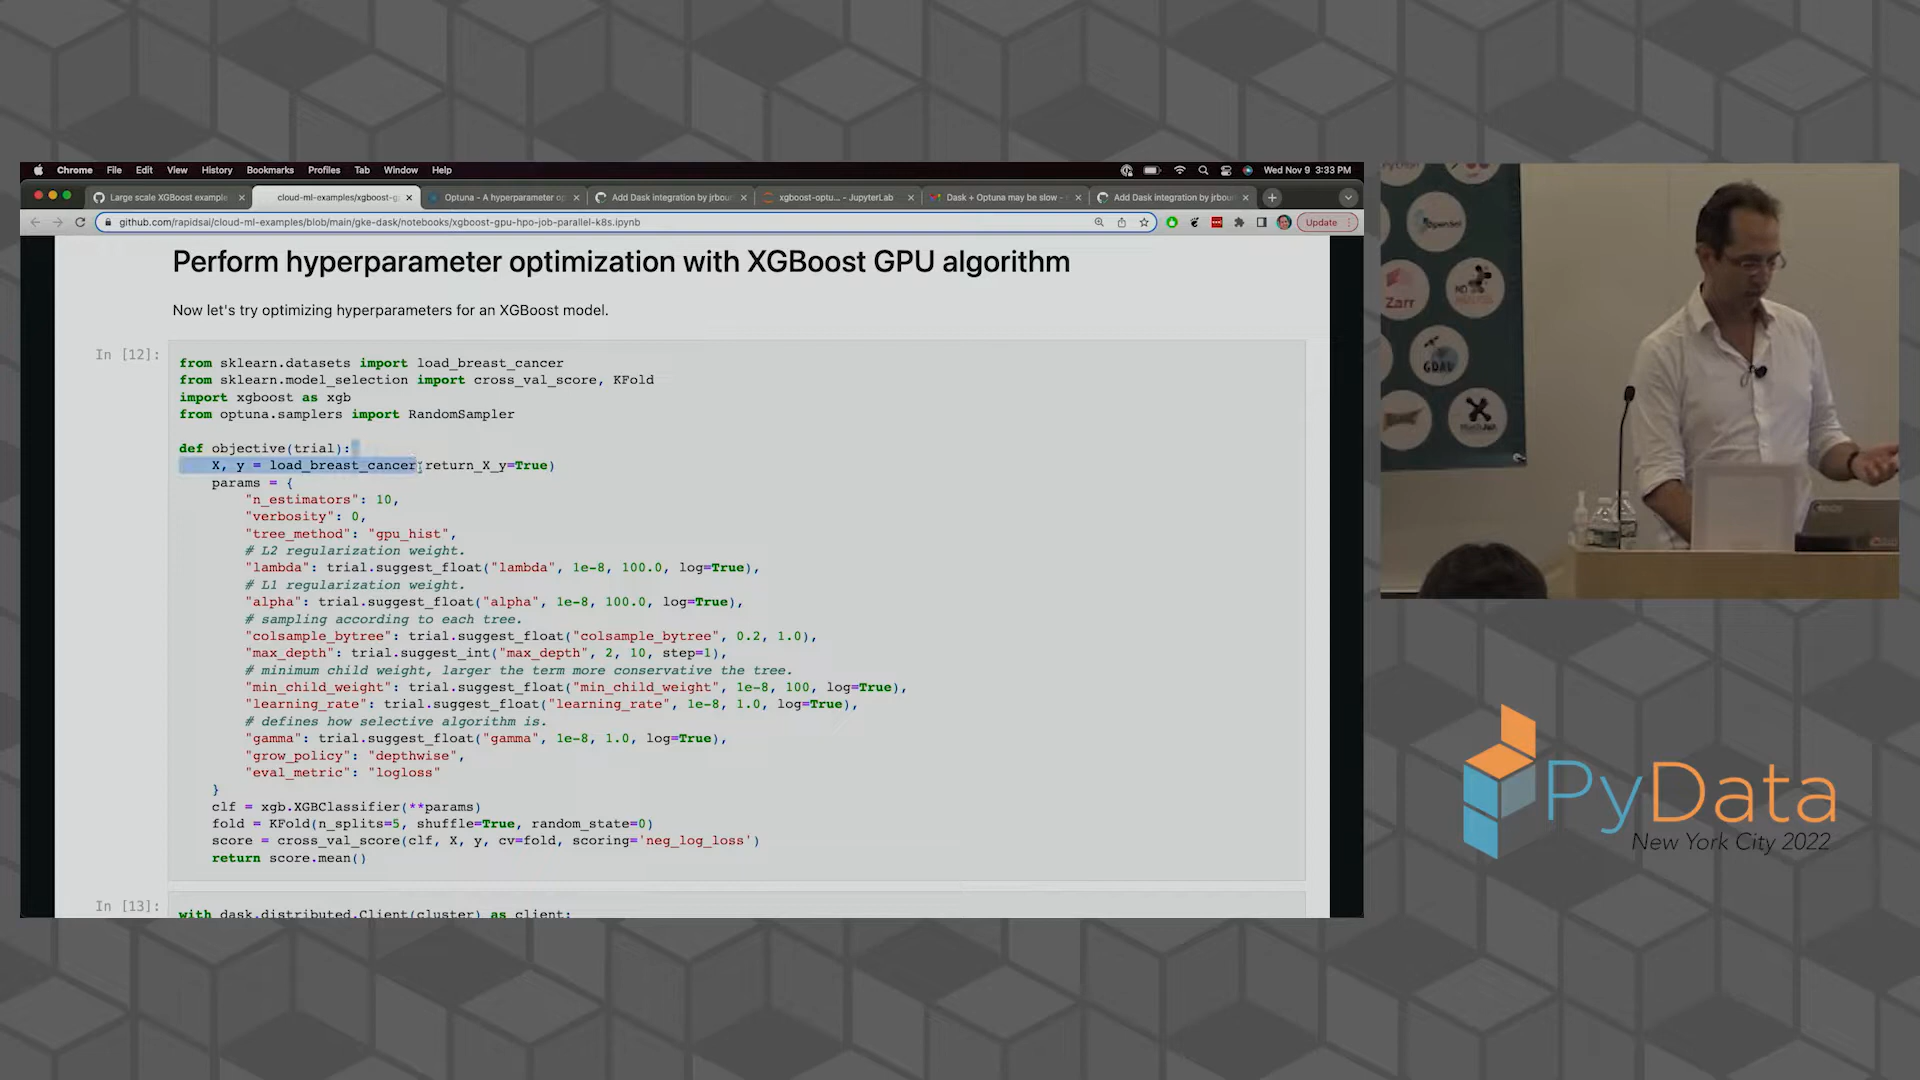 Chrome File Edit View History Bookmarks Profiles Tab Window Help Wed Nov 9 3:33 PM
Large scale XGBoost example
cloud-ml-examples/xgboost-g
Optuna - A hyperparameter op
Add Dask integration by jrbour
xgboost-optu... - JupyterLab
Dask + Optuna may be slow -
Add Dask integration by jrbour
github.com/rapidsai/cloud-ml-examples/blob/main/gke-dask/notebooks/xgboost-gpu-hpo-job-parallel-k8s.ipynb
Update
Perform hyperparameter optimization with XGBoost GPU algorithm
Now let's try optimizing hyperparameters for an XGBoost model.
In [12]:
from sklearn.datasets import load_breast_cancer
from sklearn.model_selection import cross_val_score, KFold
import xgboost as xgb
from optuna.samplers import RandomSampler
def objective(trial):
X, y = load_breast_cancer(return_X_y=True)
params = {
"n_estimators": 10,
"verbosity": 0,
"tree_method": "gpu_hist",
# L2 regularization weight.
"lambda": trial.suggest_float("lambda", 1e-8, 100.0, log=True),
# L1 regularization weight.
"alpha": trial.suggest_float("alpha", 1e-8, 100.0, log=True),
# sampling according to each tree.
"colsample_bytree": trial.suggest_float("colsample_bytree", 0.2, 1.0),
"max_depth": trial.suggest_int("max_depth", 2, 10, step=1),
# minimum child weight, larger the term more conservative the tree.
"min_child_weight": trial.suggest_float("min_child_weight", 1e-8, 100, log=True),
"learning_rate": trial.suggest_float("learning_rate", 1e-8, 1.0, log=True),
# defines how selective algorithm is.
"gamma": trial.suggest_float("gamma", 1e-8, 1.0, log=True),
"grow_policy": "depthwise",
"eval_metric": "logloss"
}
clf = xgb.XGBClassifier(**params)
fold = KFold(n_splits=5, shuffle=True, random_state=0)
score = cross_val_score(clf, X, y, cv=fold, scoring='neg_log_loss')
return score.mean()
In [13]:
with dask.distributed.Client(cluster) as client:
Zarr
GDAL
PyData
New York City 2022